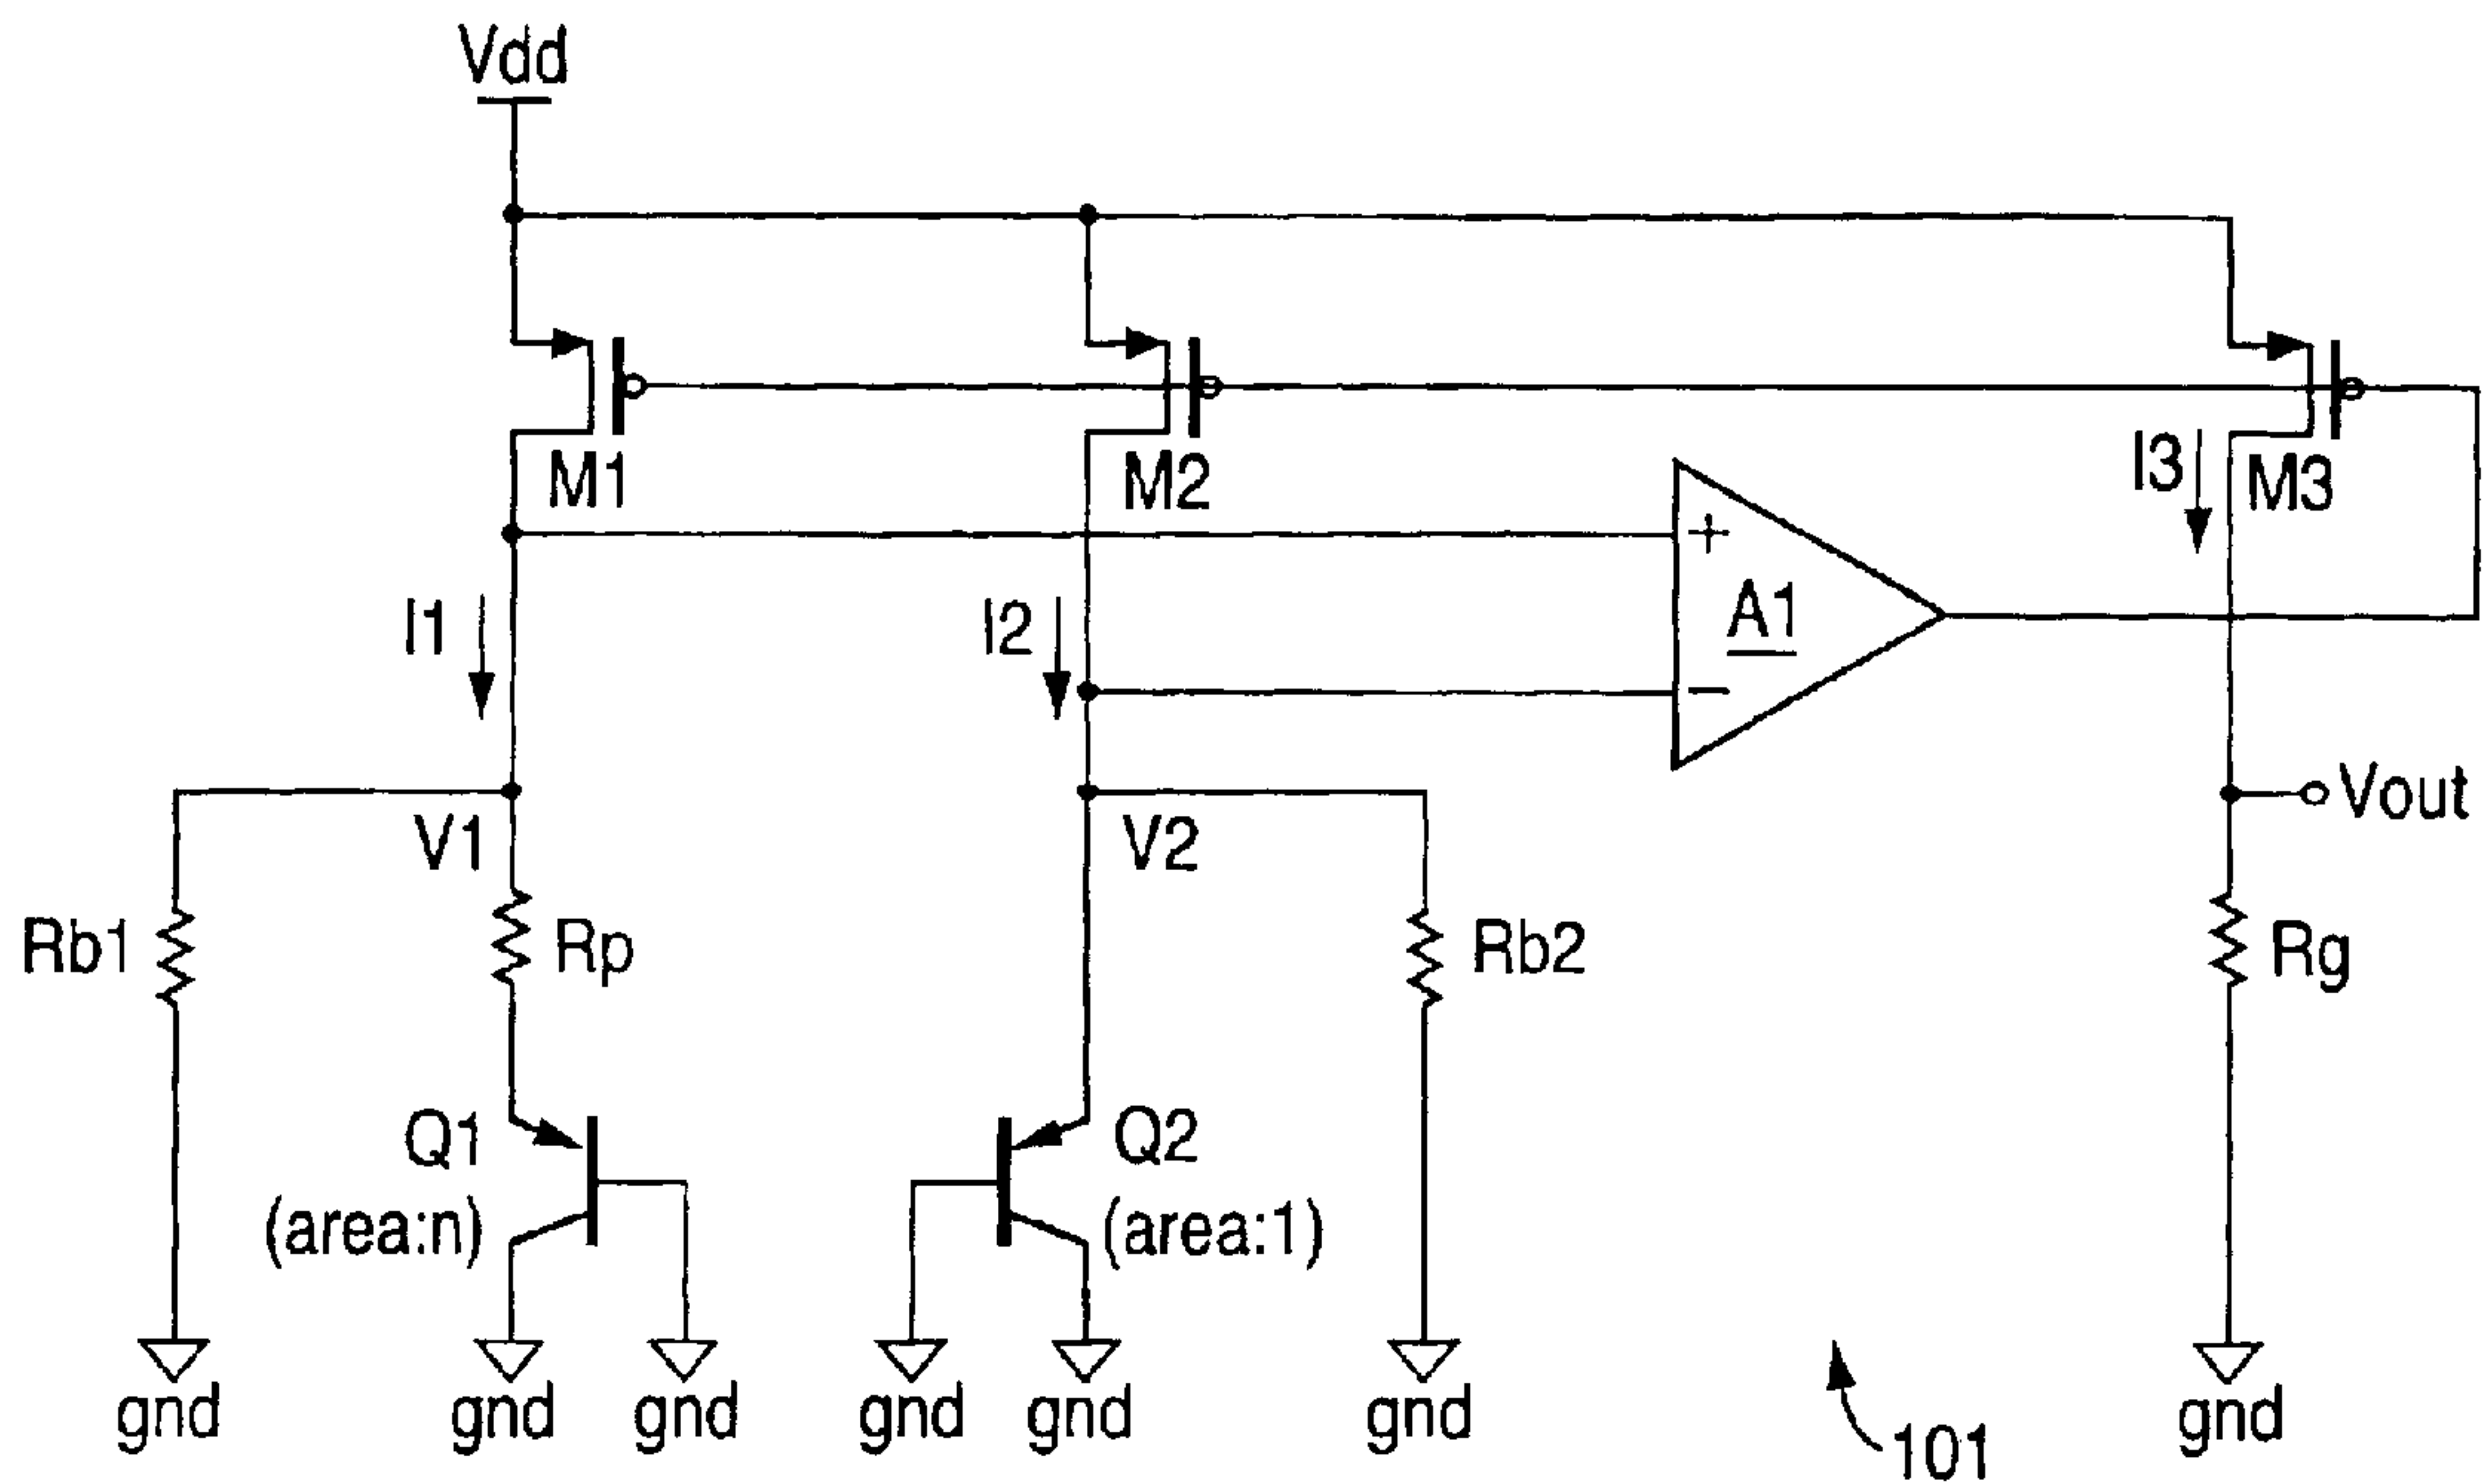 Vdd
M1
M2
I3
M3
+
A1
I1
I2
−
V1
V2
Vout
Rb1
Rp
Rb2
Rg
Q1
(area:n)
Q2
(area:1)
gnd
gnd
gnd
gnd
gnd
gnd
gnd
101